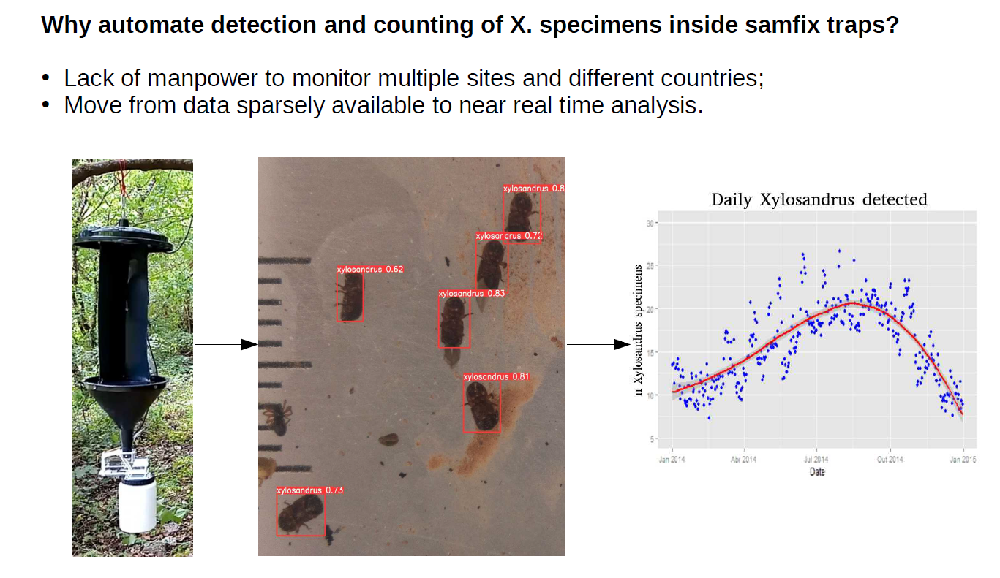 Why automate detection and counting of X. specimens inside samfix traps?
• Lack of manpower to monitor multiple sites and different countries;
• Move from data sparsely available to near real time analysis.
xylosandrus 0.8
xylosandrus 0.72
xylosandrus 0.62
xylosandrus 0.83
xylosandrus 0.81
xylosandrus 0.73
Daily Xylosandrus detected
n Xylosandrus specimens
30
25
20
15
10
5
Jan 2014 Abr 2014 Jul 2014 Out 2014 Jan 2015
Date